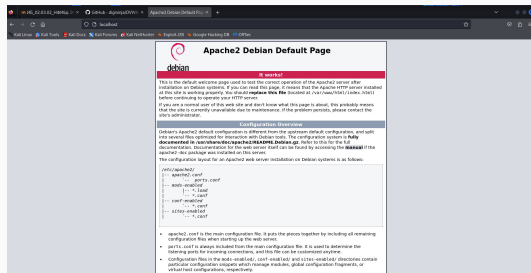 GitHub - digininja/DVW
Apache2 Debian Default Pag
localhost
Kali Linux Kali Tools Kali Docs Kali Forums Kali NetHunter Exploit-DB Google Hacking DB OffSec
Apache2 Debian Default Page
debian
It works!
This is the default welcome page used to test the correct operation of the Apache2 server after
installation on Debian systems. If you can read this page, it means that the Apache HTTP server installed
at this site is working properly. You should replace this file (located at /var/www/html/index.html)
before continuing to operate your HTTP server.
If you are a normal user of this web site and don't know what this page is about, this probably means
that the site is currently unavailable due to maintenance. If the problem persists, please contact the
site's administrator.
Configuration Overview
Debian's Apache2 default configuration is different from the upstream default configuration, and split
into several files optimized for interaction with Debian tools. The configuration system is fully
documented in /usr/share/doc/apache2/README.Debian.gz. Refer to this for the full
documentation. Documentation for the web server itself can be found by accessing the manual if the
apache2-doc package was installed on this server.
The configuration layout for an Apache2 web server installation on Debian systems is as follows:
/etc/apache2/
|-- apache2.conf
|       `-- ports.conf
|-- mods-enabled
|       |-- *.load
|       `-- *.conf
|-- conf-enabled
|       `-- *.conf
|-- sites-enabled
|       `-- *.conf
• apache2.conf is the main configuration file. It puts the pieces together by including all remaining
configuration files when starting up the web server.
• ports.conf is always included from the main configuration file. It is used to determine the
listening ports for incoming connections, and this file can be customized anytime.
• Configuration files in the mods-enabled/, conf-enabled/ and sites-enabled/ directories contain
particular configuration snippets which manage modules, global configuration fragments, or
virtual host configurations, respectively.